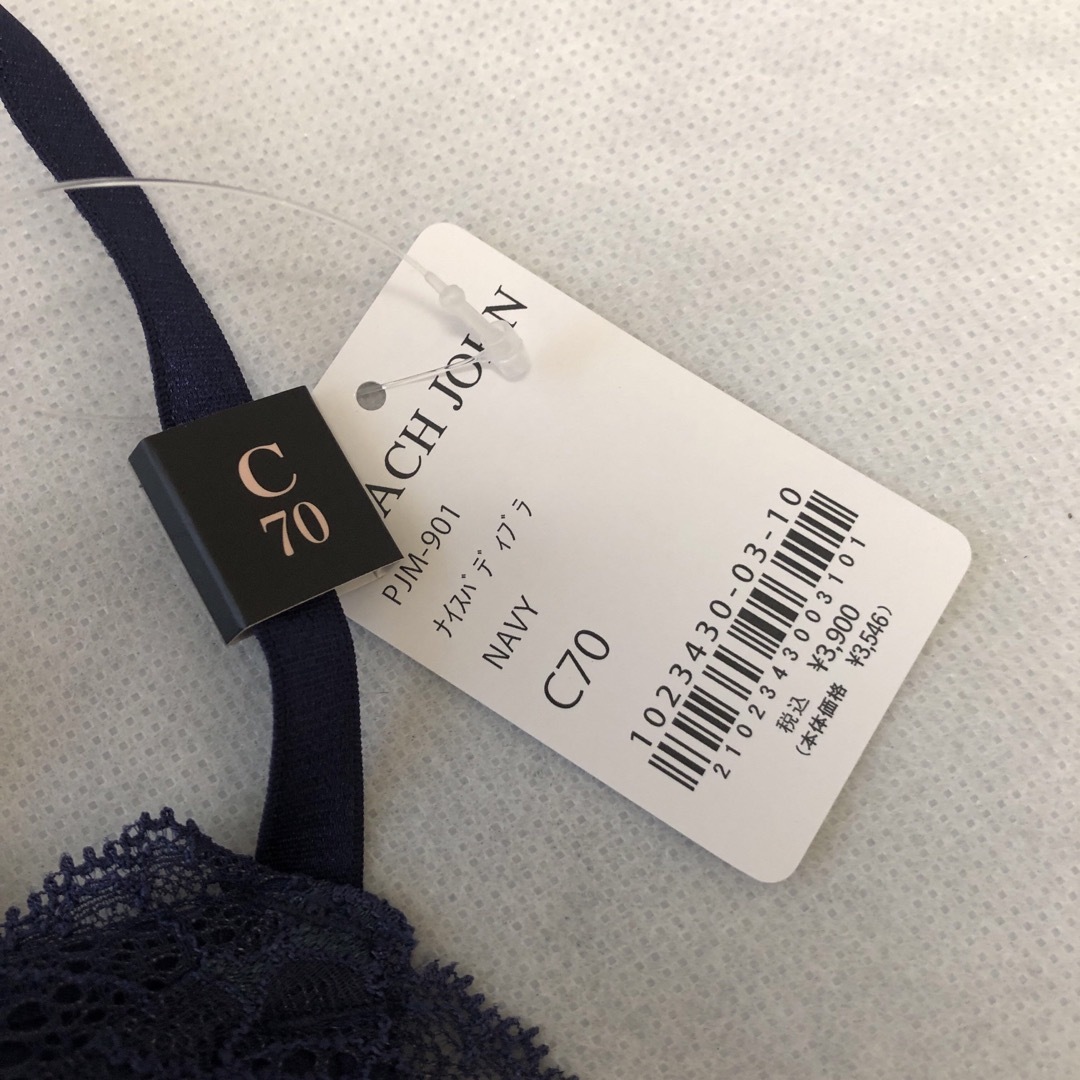 C
70
ACH JOHN
PJM-901
ﾅｲｽﾊﾞﾃﾞｨﾌﾞﾗ
NAVY
C70
1023430-03-10
2102343003101
税込 ¥3,900
(本体価格 ¥3,546)